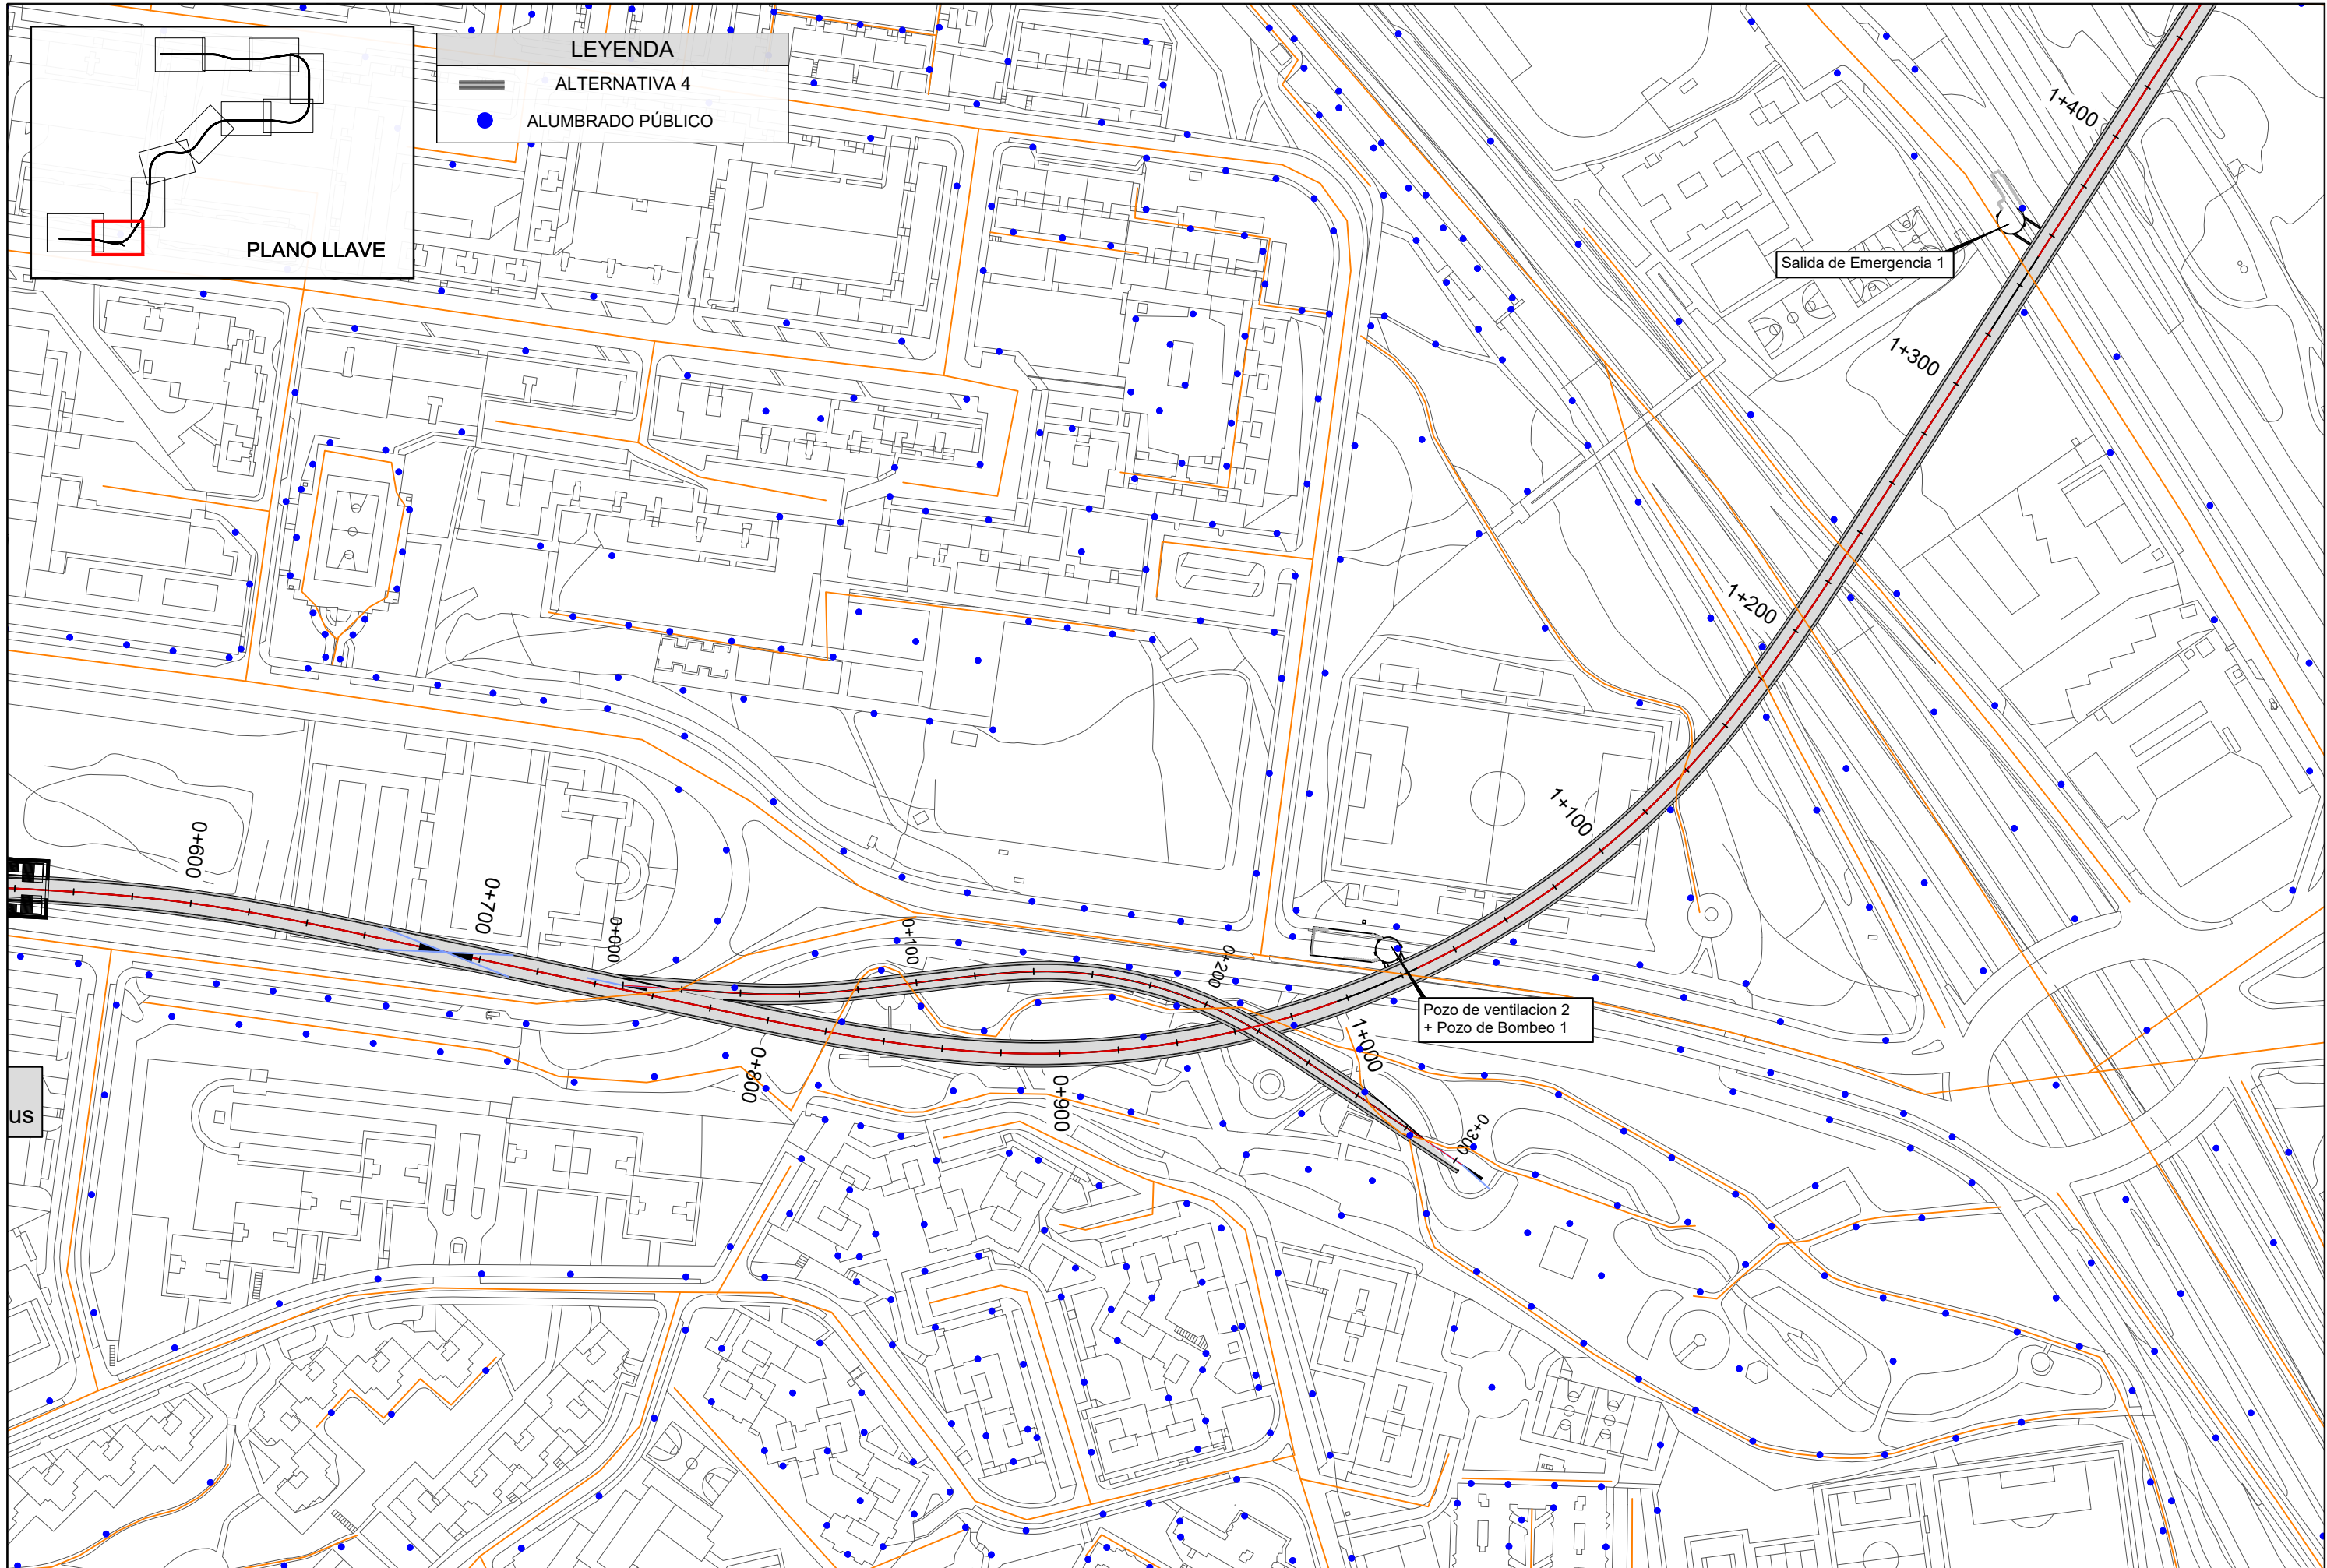 LEYENDA
ALTERNATIVA 4
ALUMBRADO PÚBLICO
PLANO LLAVE
1+400
Salida de Emergencia 1
1+300
1+200
1+100
0+600
0+700
0+000
0+100
0+200
Pozo de ventilacion 2
+ Pozo de Bombeo 1
1+000
0+800
0+900
0+300
us